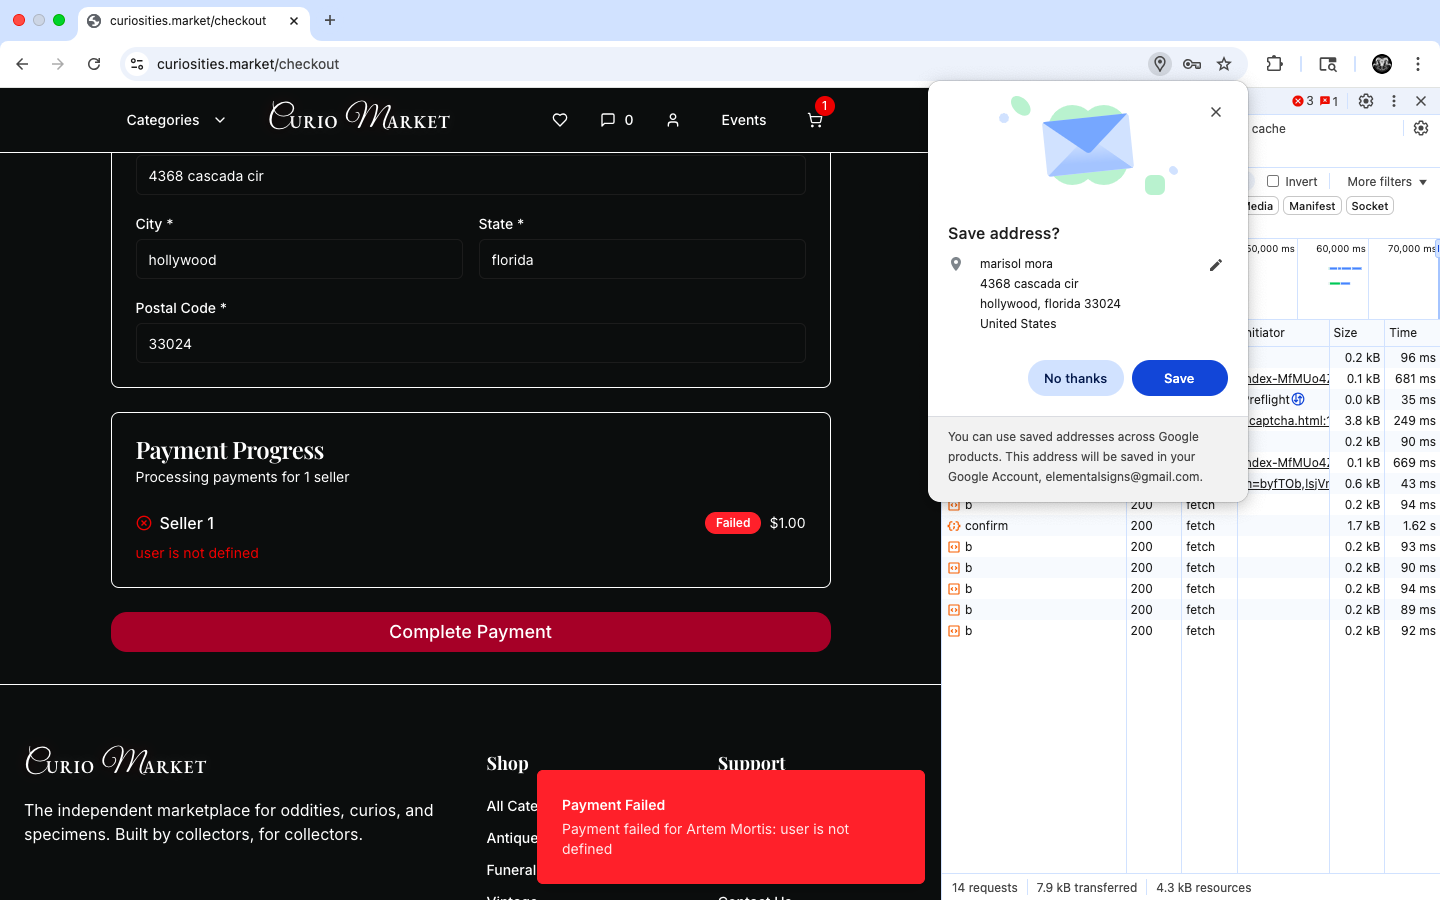 curiosities.market/checkout
curiosities.market/checkout
Categories
Curio Market
0
Events
1
4368 cascada cir
City *
State *
hollywood
florida
Postal Code *
33024
Payment Progress
Processing payments for 1 seller
Seller 1
Failed
$1.00
user is not defined
Complete Payment
Curio Market
The independent marketplace for oddities, curios, and
specimens. Built by collectors, for collectors.
Shop
All Cate
Antique
Funeral
Support
Payment Failed
Payment failed for Artem Mortis: user is not
defined
Save address?
marisol mora
4368 cascada cir
hollywood, florida 33024
United States
No thanks
Save
You can use saved addresses across Google
products. This address will be saved in your
Google Account, elementalsigns@gmail.com.
3
1
cache
Invert
More filters
Manifest
Socket
50,000 ms
60,000 ms
70,000 ms
Size
Time
0.2 kB 96 ms
ndex-MfMUo4Z 0.1 kB 681 ms
reflight 0.0 kB 35 ms
captcha.html: 3.8 kB 249 ms
0.2 kB 90 ms
ndex-MfMUo4Z 0.1 kB 669 ms
=byfTOb,IsjVr 0.6 kB 43 ms
b 200 fetch 0.2 kB 94 ms
confirm 200 fetch 1.7 kB 1.62 s
b 200 fetch 0.2 kB 93 ms
b 200 fetch 0.2 kB 90 ms
b 200 fetch 0.2 kB 94 ms
b 200 fetch 0.2 kB 89 ms
b 200 fetch 0.2 kB 92 ms
14 requests
7.9 kB transferred
4.3 kB resources